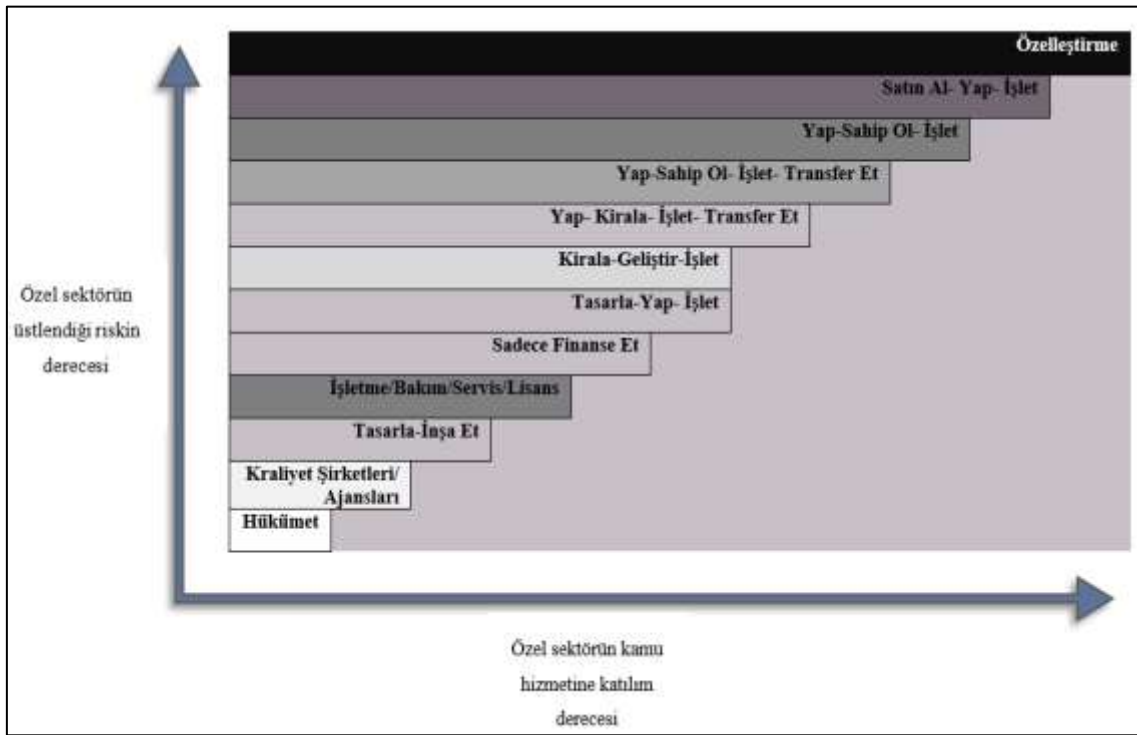 Özelleştirme
Satın Al- Yap- İşlet
Yap-Sahip Ol- İşlet
Yap-Sahip Ol- İşlet- Transfer Et
Yap- Kirala- İşlet- Transfer Et
Kirala-Geliştir-İşlet
Tasarla-Yap- İşlet
Sadece Finanse Et
İşletme/Bakım/Servis/Lisans
Tasarla-İnşa Et
Kraliyet Şirketleri/
Ajansları
Hükümet
Özel sektörün
üstlendiği riskin
derecesi
Özel sektörün kamu
hizmetine katılım
derecesi